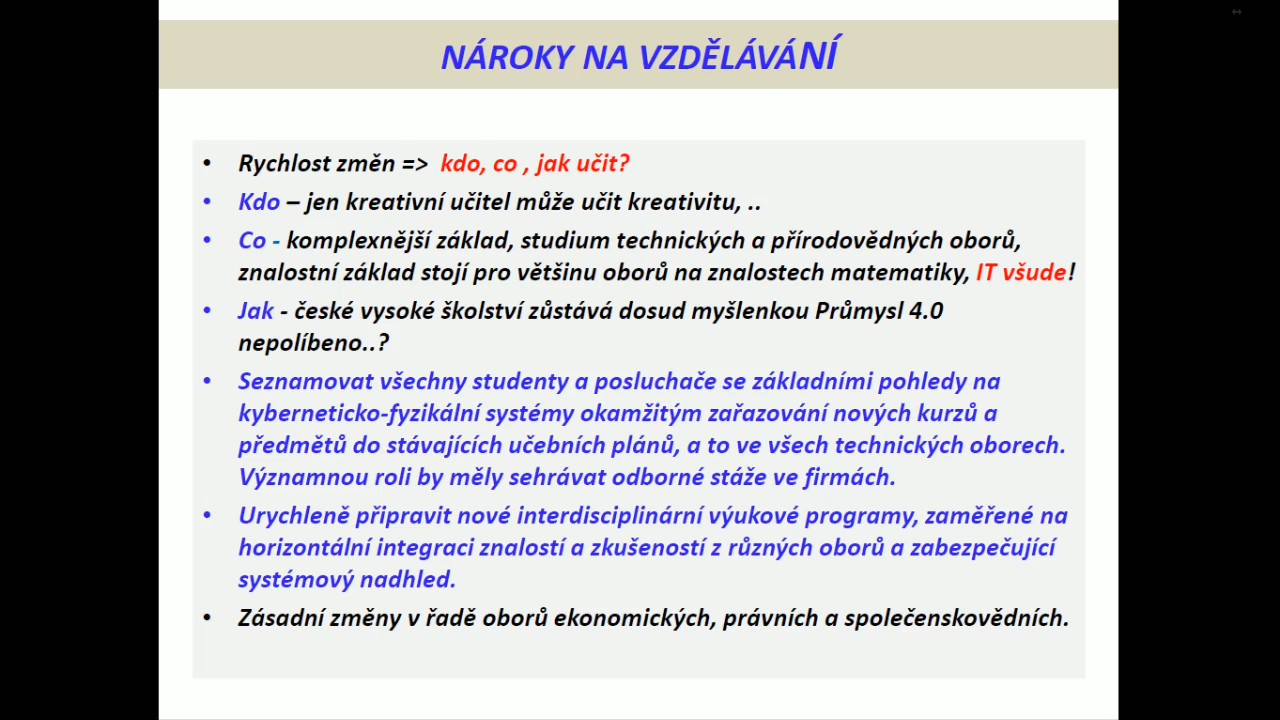 NÁROKY NA VZDĚLÁVÁNÍ
• Rychlost změn => kdo, co , jak učit?
• Kdo – jen kreativní učitel může učit kreativitu, ..
• Co - komplexnější základ, studium technických a přírodovědných oborů,
znalostní základ stojí pro většinu oborů na znalostech matematiky, IT všude!
• Jak - české vysoké školství zůstává dosud myšlenkou Průmysl 4.0
nepolíbeno..?
• Seznamovat všechny studenty a posluchače se základními pohledy na
kyberneticko-fyzikální systémy okamžitým zařazování nových kurzů a
předmětů do stávajících učebních plánů, a to ve všech technických oborech.
Významnou roli by měly sehrávat odborné stáže ve firmách.
• Urychleně připravit nové interdisciplinární výukové programy, zaměřené na
horizontální integraci znalostí a zkušeností z různých oborů a zabezpečující
systémový nadhled.
• Zásadní změny v řadě oborů ekonomických, právních a společenskovědních.